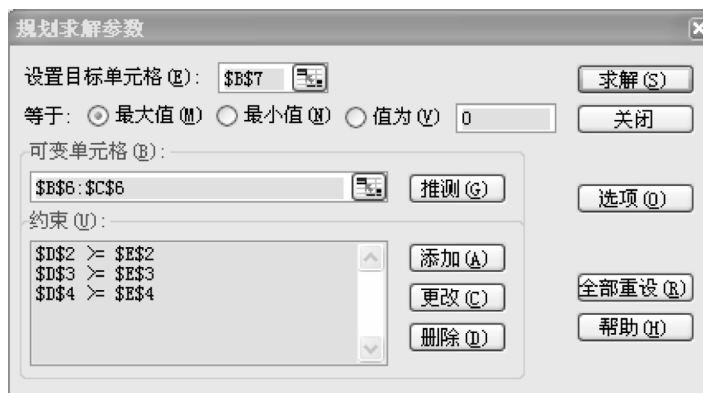 规划求解参数
设置目标单元格(E): $B$7 求解(S)
等于: 最大值(M) 最小值(N) 值为(V) 0 关闭
可变单元格(B):
$B$6:$C$6 推测(G) 选项(O)
约束(U):
$D$2 >= $E$2 添加(A)
$D$3 >= $E$3
$D$4 >= $E$4
更改(C) 全部重设(R)
删除(D) 帮助(H)